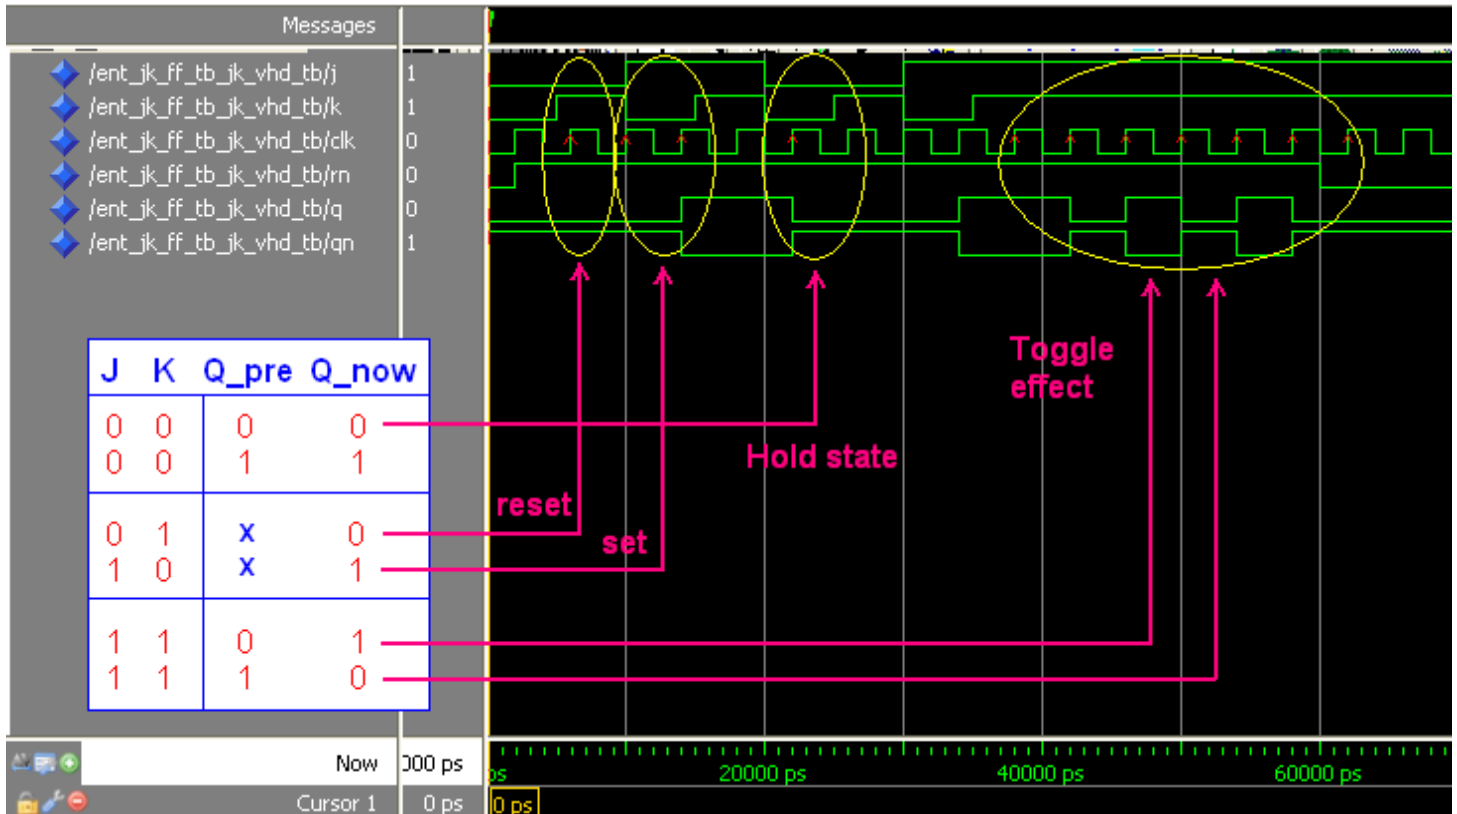 Messages
/ent_jk_ff_tb_jk_vhd_tb/j 1
/ent_jk_ff_tb_jk_vhd_tb/k 1
/ent_jk_ff_tb_jk_vhd_tb/clk 0
/ent_jk_ff_tb_jk_vhd_tb/rn 0
/ent_jk_ff_tb_jk_vhd_tb/q 0
/ent_jk_ff_tb_jk_vhd_tb/qn 1
J K Q_pre Q_now
0 0 0 0
0 0 1 1
0 1 x 0
1 0 x 1
1 1 0 1
1 1 1 0
reset
set
Hold state
Toggle
effect
Now 000 ps
ps 20000 ps 40000 ps 60000 ps
Cursor 1 0 ps 0 ps